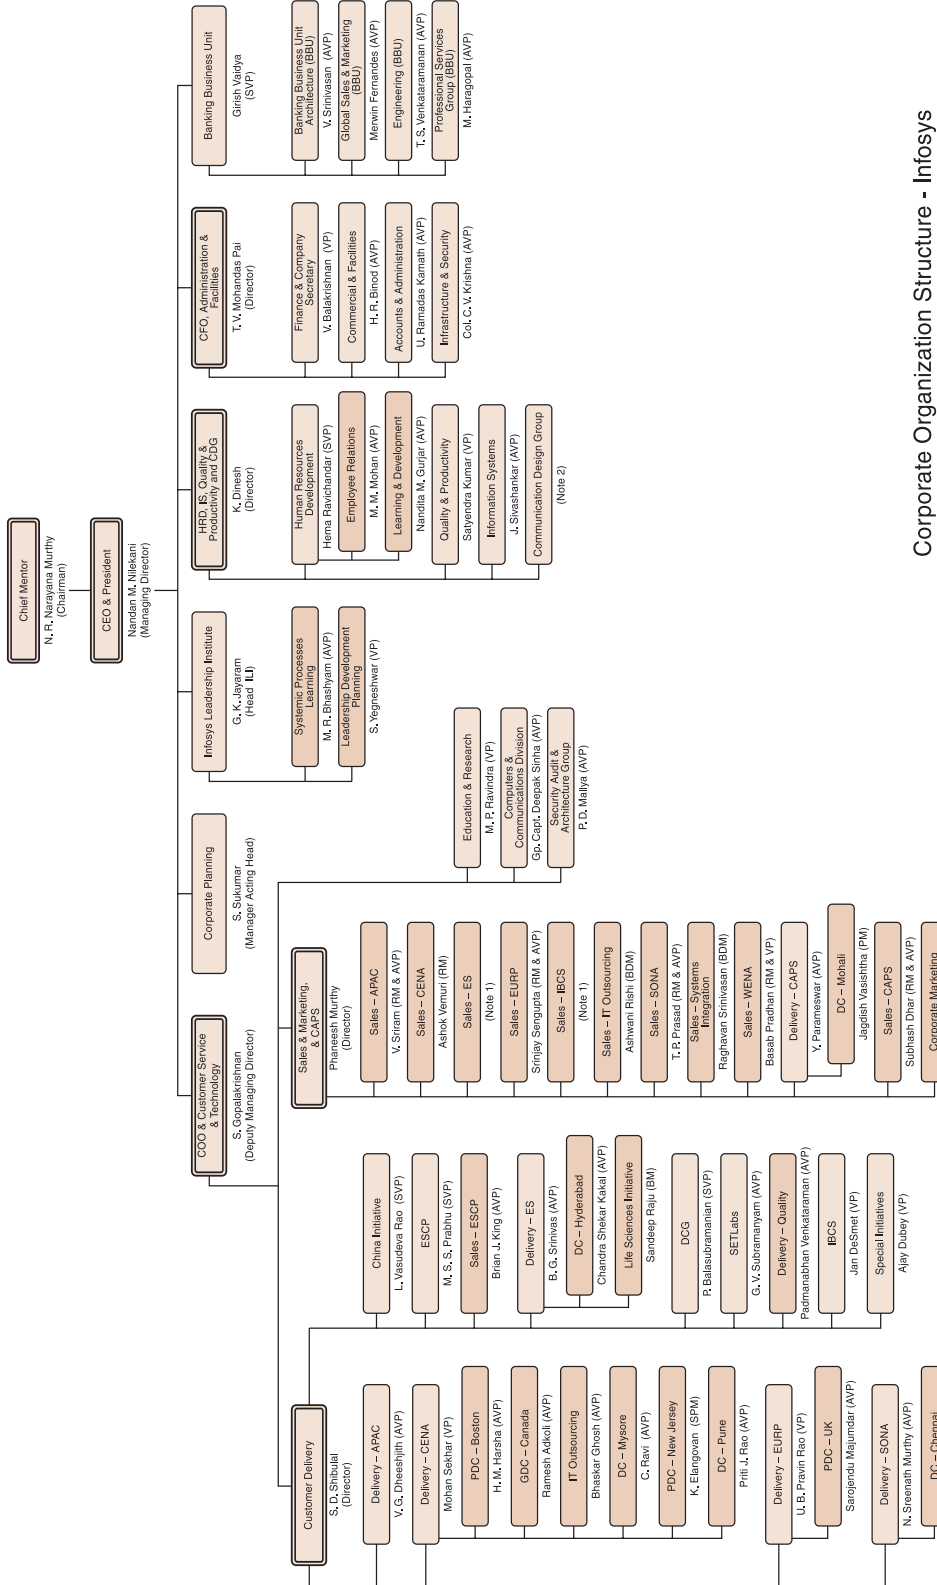 Chief Mentor
N. R. Narayana Murthy
(Chairman)
CEO & President
Nandan M. Nilekani
(Managing Director)
COO & Customer Service
& Technology
S. Gopalakrishnan
(Deputy Managing Director)
Corporate Planning
S. Sukumar
(Manager Acting Head)
Infosys Leadership Institute
G. K. Jayaram
(Head ILI)
HRD, IS, Quality &
Productivity and CDG
K. Dinesh
(Director)
CFO, Administration &
Facilities
T. V. Mohandas Pai
(Director)
Banking Business Unit
Girish Vaidya
(SVP)
Customer Delivery
S. D. Shibulal
(Director)
Delivery – APAC
V. G. Dheeshjith (AVP)
Delivery – CENA
Mohan Sekhar (VP)
PDC – Boston
H. M. Harsha (AVP)
GDC – Canada
Ramesh Adkoli (AVP)
IT Outsourcing
Bhaskar Ghosh (AVP)
DC – Mysore
C. Ravi (AVP)
PDC – New Jersey
K. Elangovan (SPM)
DC – Pune
Priti J. Rao (AVP)
Delivery – EURP
U. B. Pravin Rao (VP)
PDC – UK
Sarojendu Majumdar (AVP)
Delivery – SONA
N. Sreenath Murthy (AVP)
DC – Chennai
China Initiative
L. Vasudeva Rao (SVP)
ESCP
M. S. S. Prabhu (SVP)
Sales – ESCP
Brian J. King (AVP)
Delivery – ES
B. G. Srinivas (AVP)
DC – Hyderabad
Chandra Shekar Kakal (AVP)
Life Sciences Initiative
Sandeep Raju (BM)
DCG
P. Balasubramanian (SVP)
SETLabs
G. V. Subramanyam (AVP)
Delivery – Quality
Padmanabhan Venkataraman (AVP)
IBCS
Jan DeSmet (VP)
Special Initiatives
Ajay Dubey (VP)
Sales & Marketing,
& CAPS
Phaneesh Murthy
(Director)
Sales – APAC
V. Sriram (RM & AVP)
Sales – CENA
Ashok Vemuri (RM)
Sales – ES
(Note 1)
Sales – EURP
Srinjay Sengupta (RM & AVP)
Sales – IBCS
(Note 1)
Sales – IT Outsourcing
Ashwani Rishi (BDM)
Sales – SONA
T. P. Prasad (RM & AVP)
Sales – Systems
Integration
Raghavan Srinivasan (BDM)
Sales – WENA
Basab Pradhan (RM & VP)
Delivery – CAPS
Y. Parameswar (AVP)
DC – Mohali
Jagdish Vasishtha (PM)
Sales – CAPS
Subhash Dhar (RM & AVP)
Corporate Marketing
Education & Research
M. P. Ravindra (VP)
Computers &
Communications Division
Gp. Capt. Deepak Sinha (AVP)
Security Audit &
Architecture Group
P. D. Mallya (AVP)
Systemic Processes
Learning
M. R. Bhashyam (AVP)
Leadership Development
Planning
S. Yegneshwar (VP)
Human Resources
Development
Hema Ravichandar (SVP)
Employee Relations
M. M. Mohan (AVP)
Learning & Development
Nandita M. Gurjar (AVP)
Quality & Productivity
Satyendra Kumar (VP)
Information Systems
J. Sivashankar (AVP)
Communication Design Group
(Note 2)
Finance & Company
Secretary
V. Balakrishnan (VP)
Commercial & Facilities
H. R. Binod (AVP)
Accounts & Administration
U. Ramadas Kamath (AVP)
Infrastructure & Security
Col. C. V. Krishna (AVP)
Banking Business Unit
Architecture (BBU)
V. Srinivasan (AVP)
Global Sales & Marketing
(BBU)
Merwin Fernandes (AVP)
Engineering (BBU)
T. S. Venkataramanan (AVP)
Professional Services
Group (BBU)
M. Haragopal (AVP)
Corporate Organization Structure - Infosys